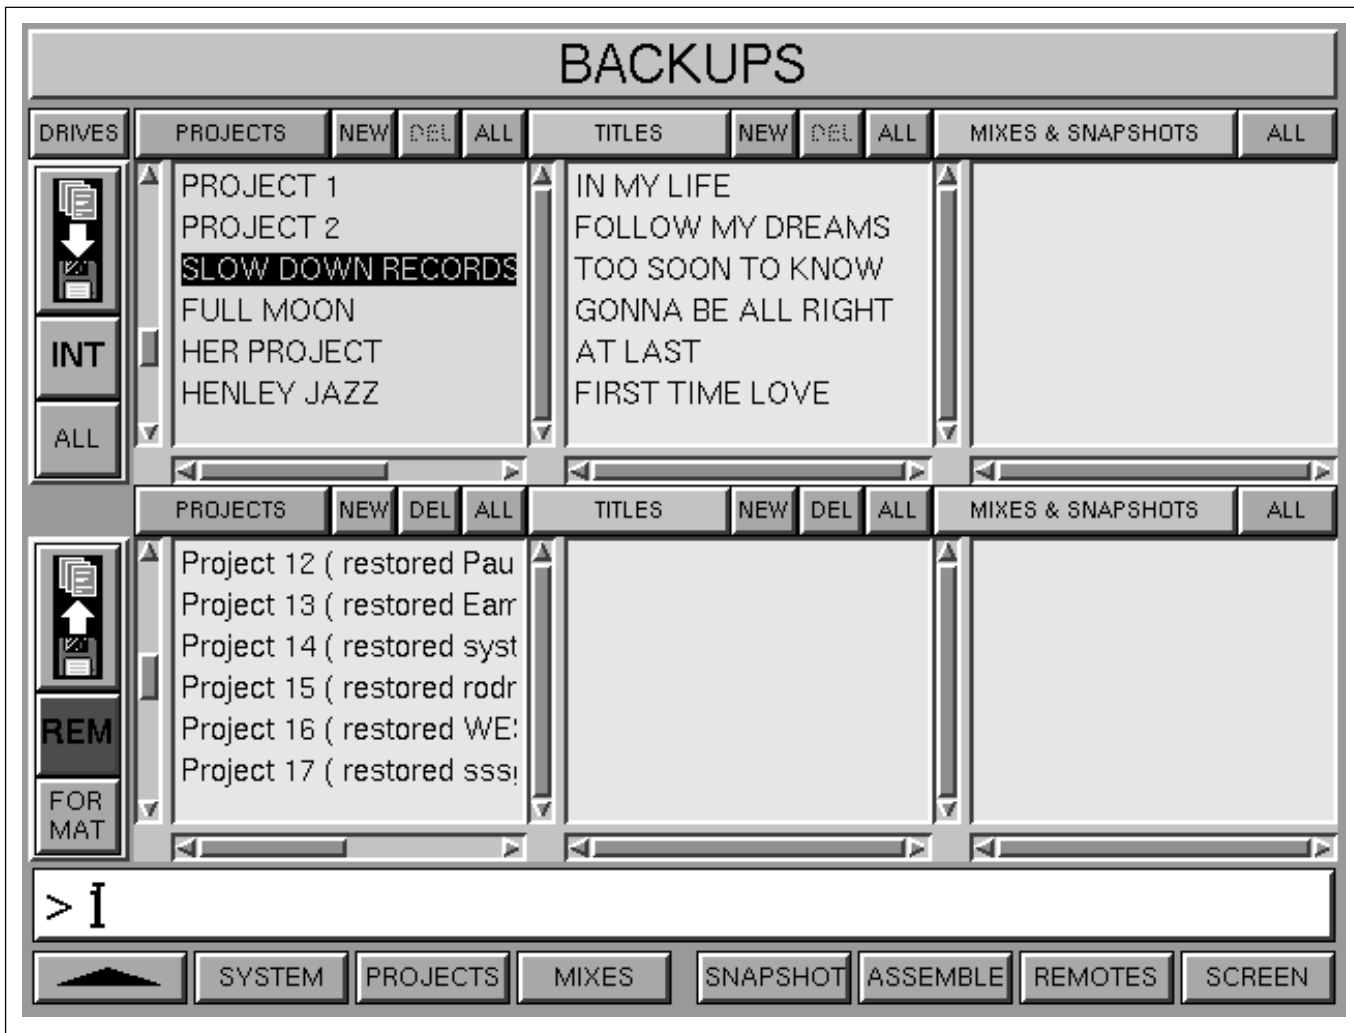 BACKUPS
DRIVES PROJECTS NEW DEL ALL TITLES NEW DEL ALL MIXES & SNAPSHOTS ALL
PROJECT 1
PROJECT 2
SLOW DOWN RECORDS
FULL MOON
HER PROJECT
HENLEY JAZZ
IN MY LIFE
FOLLOW MY DREAMS
TOO SOON TO KNOW
GONNA BE ALL RIGHT
AT LAST
FIRST TIME LOVE
INT
ALL
PROJECTS NEW DEL ALL TITLES NEW DEL ALL MIXES & SNAPSHOTS ALL
Project 12 ( restored Pau
Project 13 ( restored
Project 14 ( restored syst
Project 15 ( restored
Project 16 ( restored
Project 17 ( restored
REM
FOR
MAT
>
SYSTEM PROJECTS MIXES SNAPSHOT ASSEMBLE REMOTES SCREEN